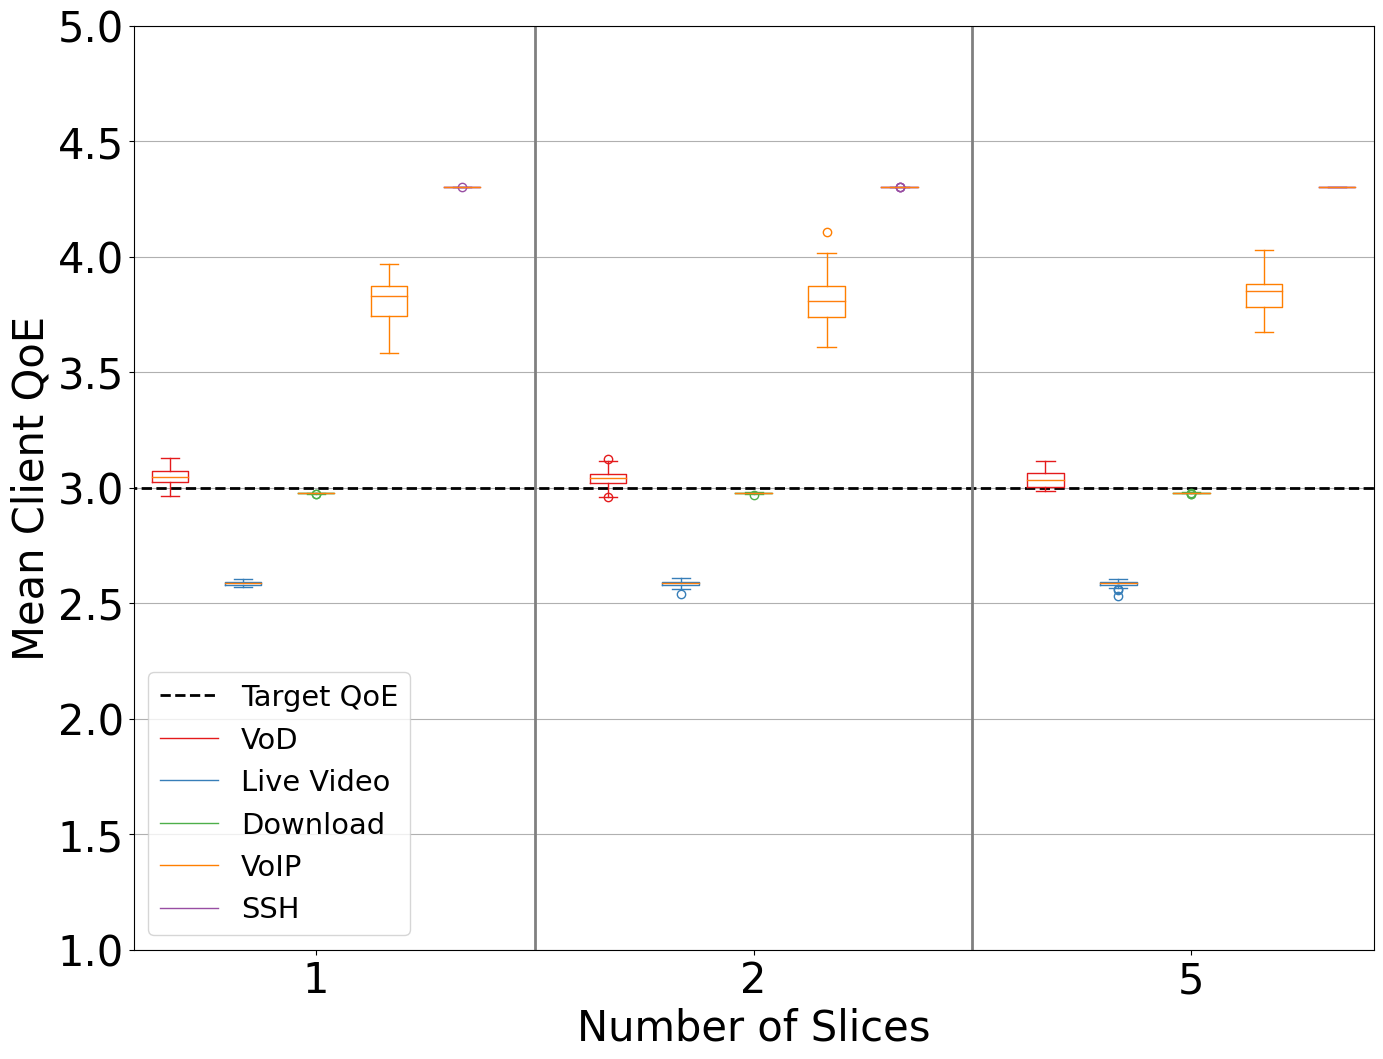 5.0
4.5
4.0
3.5
3.0
2.5
2.0
1.5
1.0
Mean Client QoE
Target QoE
VoD
Live Video
Download
VoIP
SSH
1
2
5
Number of Slices